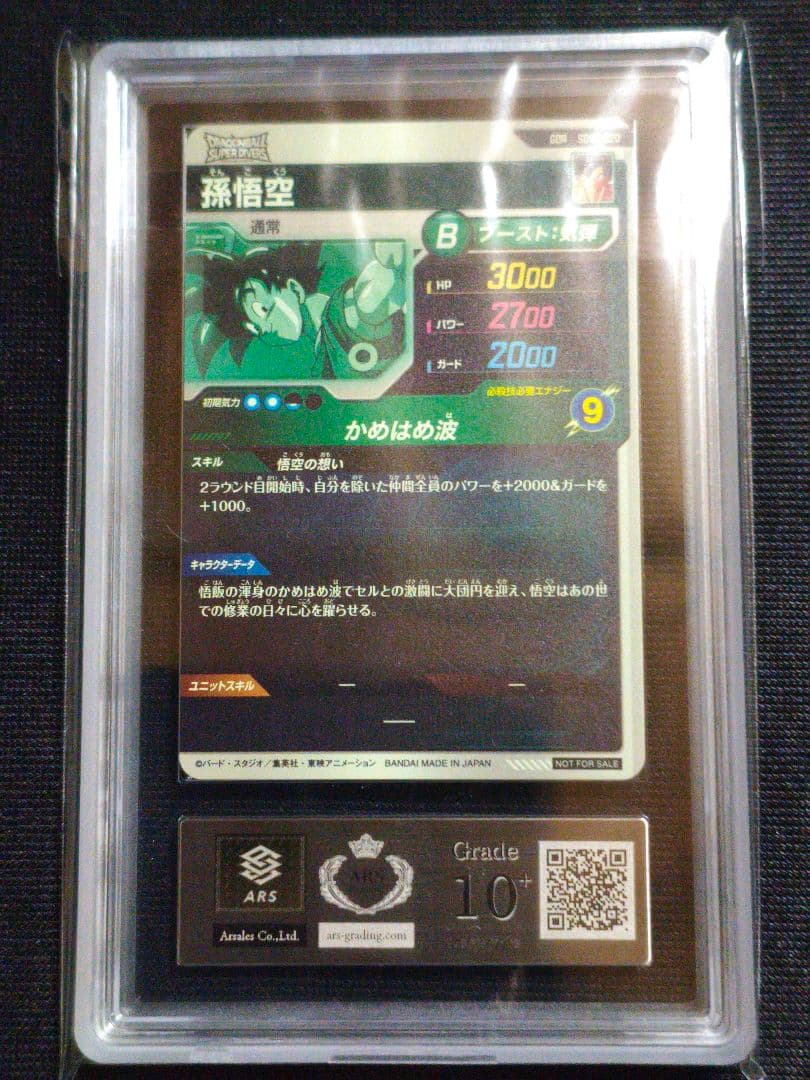 DRAGONBALL
SUPER DIVERS
そん ご くう
孫悟空
通常
B
ブースト:気弾
HP 3000
パワー 2700
ガード 2000
初期気力
必殺技必要エナジー
9
かめはめ波
スキル 悟空の想い
2ラウンド目開始時、自分を除いた仲間全員のパワーを+2000&ガードを
+1000。
キャラクターデータ
悟飯の渾身のかめはめ波でセルとの激闘に大団円を迎え、悟空はあの世
での修業の日々に心を躍らせる。
ユニットスキル
©バード・スタジオ/集英社・東映アニメーション BANDAI MADE IN JAPAN
NOT FOR SALE
ARS
Arsales Co.,Ltd.
ARS
ars-grading.com
Grade
10+